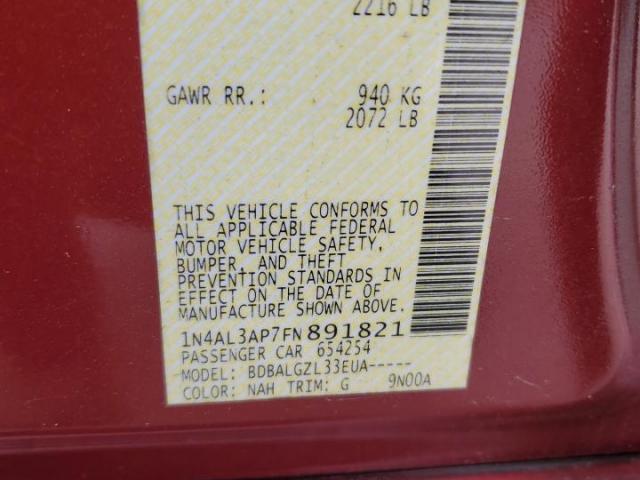 2216 LB
GAWR RR.: 940 KG
2072 LB
THIS VEHICLE CONFORMS TO
ALL APPLICABLE FEDERAL
MOTOR VEHICLE SAFETY,
BUMPER, AND THEFT
PREVENTION STANDARDS IN
EFFECT ON THE DATE OF
MANUFACTURE SHOWN ABOVE.
1N4AL3AP7FN891821
PASSENGER CAR 654254
MODEL: BDBALGZL33EUA-----
COLOR: NAH TRIM: G 9N00A